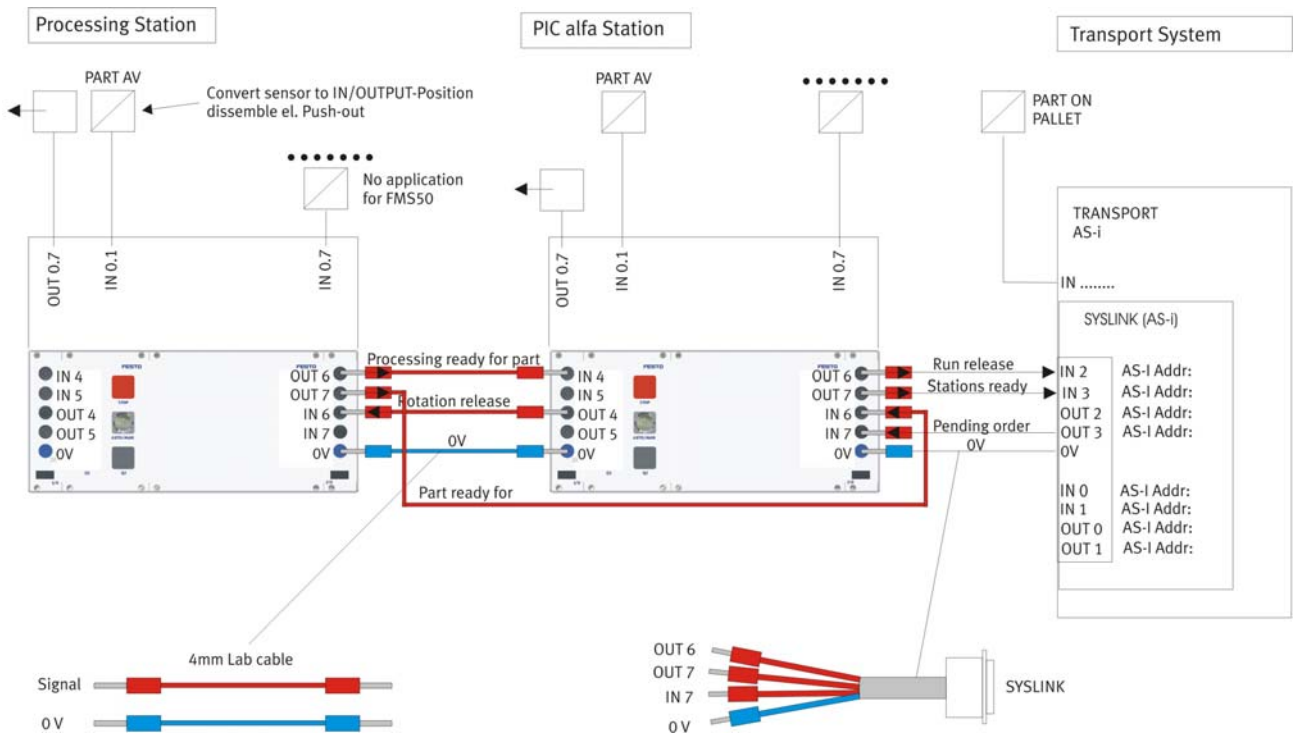 Processing Station
PIC alfa Station
Transport System
PART AV
Convert sensor to IN/OUTPUT-Position
dissemble el. Push-out
No application
for FMS50
PART AV
PART ON
PALLET
OUT 0.7
IN 0.1
IN 0.7
OUT 0.7
IN 0.1
IN 0.7
TRANSPORT
AS-i
IN ........
SYSLINK (AS-i)
FESTO
FESTO
FESTO
FESTO
IN 4
IN 5
OUT 4
OUT 5
0V
OUT 6
OUT 7
IN 6
IN 7
0V
Processing ready for part
Rotation release
0V
Part ready for
IN 4
IN 5
OUT 4
OUT 5
0V
OUT 6
OUT 7
IN 6
IN 7
0V
Run release
Stations ready
Pending order
0V
IN 2 AS-I Addr:
IN 3 AS-I Addr:
OUT 2 AS-I Addr:
OUT 3 AS-I Addr:
0V
IN 0 AS-I Addr:
IN 1 AS-I Addr:
OUT 0 AS-I Addr:
OUT 1 AS-I Addr:
4mm Lab cable
Signal
0 V
OUT 6
OUT 7
IN 7
0 V
SYSLINK